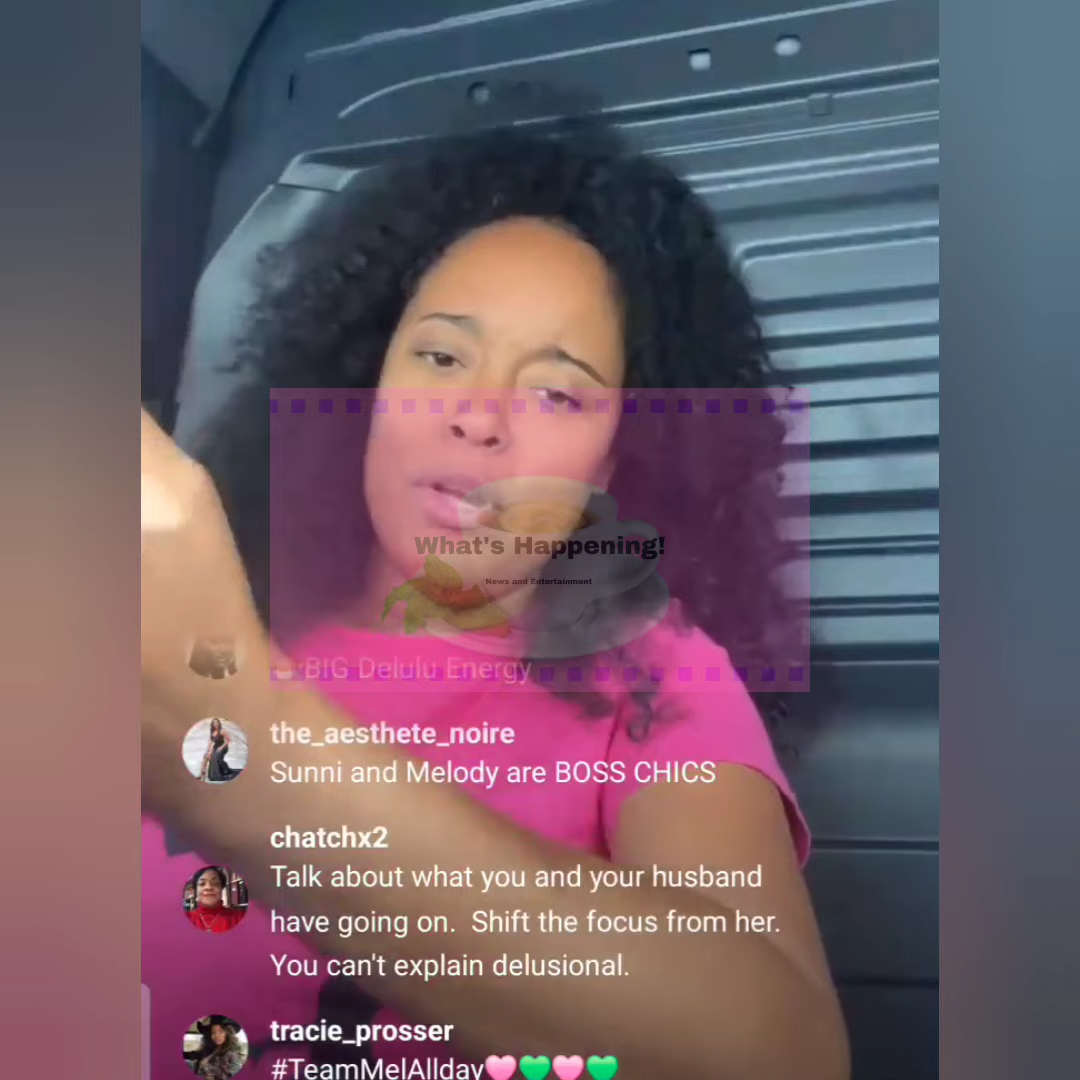 What's Happening!
News and Entertainment
BIG Delulu Energy
the_aesthete_noire
Sunni and Melody are BOSS CHICS
chatchx2
Talk about what you and your husband
have going on. Shift the focus from her.
You can't explain delusional.
tracie_prosser
#TeamMelAllday🩷💚🩷💚